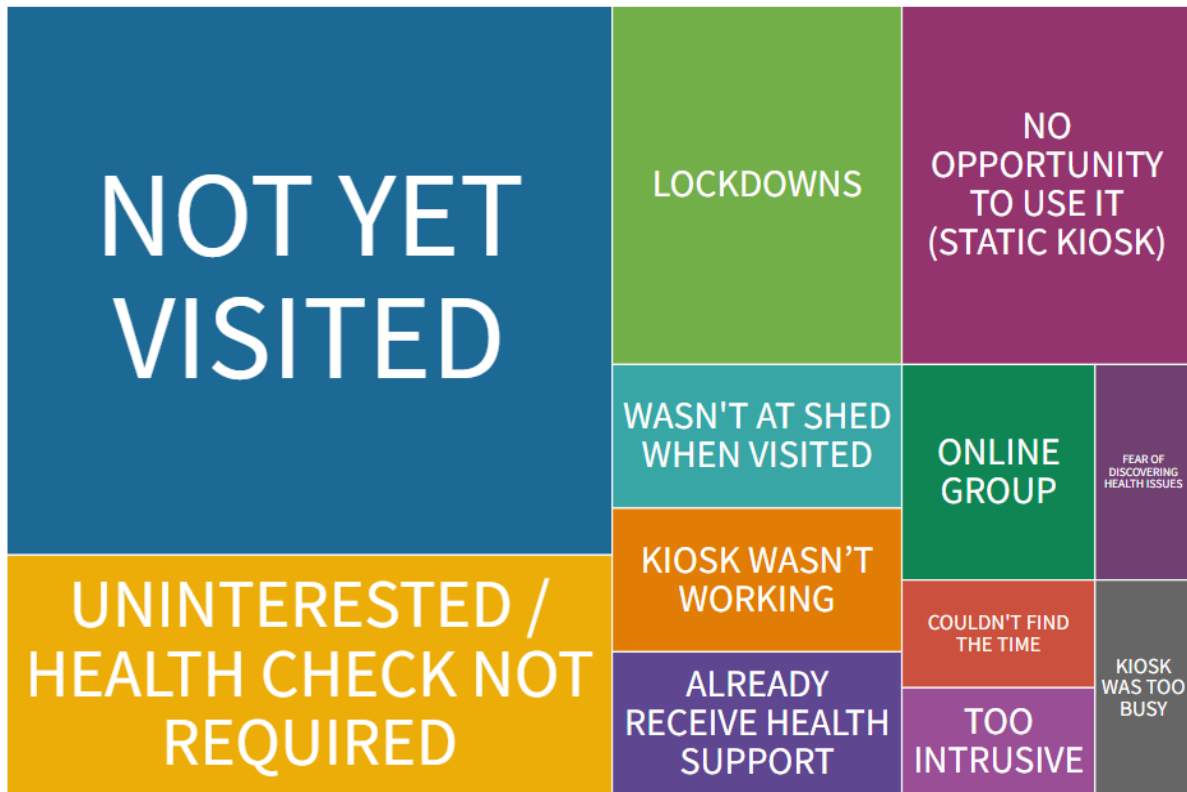 NOT YET
VISITED
UNINTERESTED /
HEALTH CHECK NOT
REQUIRED
LOCKDOWNS
NO
OPPORTUNITY
TO USE IT
(STATIC KIOSK)
WASN'T AT SHED
WHEN VISITED
KIOSK WASN’T
WORKING
ALREADY
RECEIVE HEALTH
SUPPORT
ONLINE
GROUP
FEAR OF
DISCOVERING
HEALTH ISSUES
COULDN'T FIND
THE TIME
TOO
INTRUSIVE
KIOSK
WAS TOO
BUSY